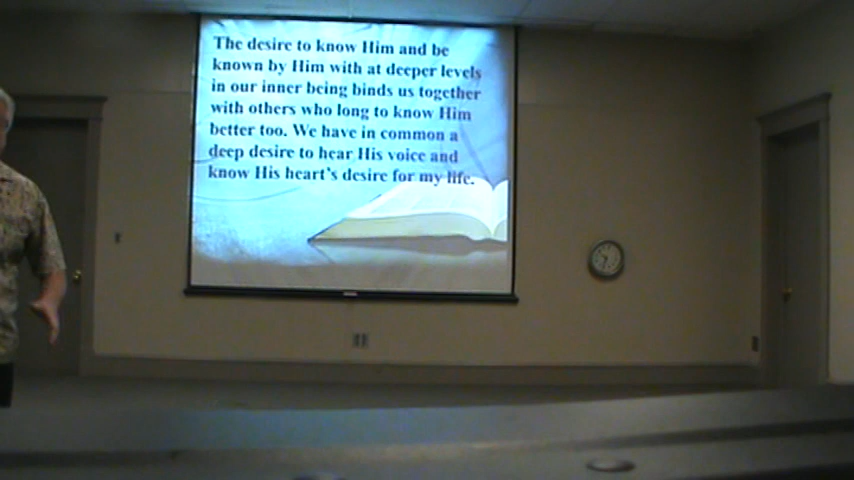 The desire to know Him and be
known by Him with at deeper levels
in our inner being binds us together
with others who long to know Him
better too. We have in common a
deep desire to hear His voice and
know His heart's desire for my life.